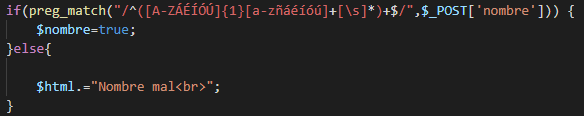 if(preg_match("/^([A-ZÁÉÍÓÚ]{1}[a-zñáéíóú]+[\s]*)+$/",$_POST['nombre'])) {
$nombre=true;
}else{
$html.="Nombre mal<br>";
}